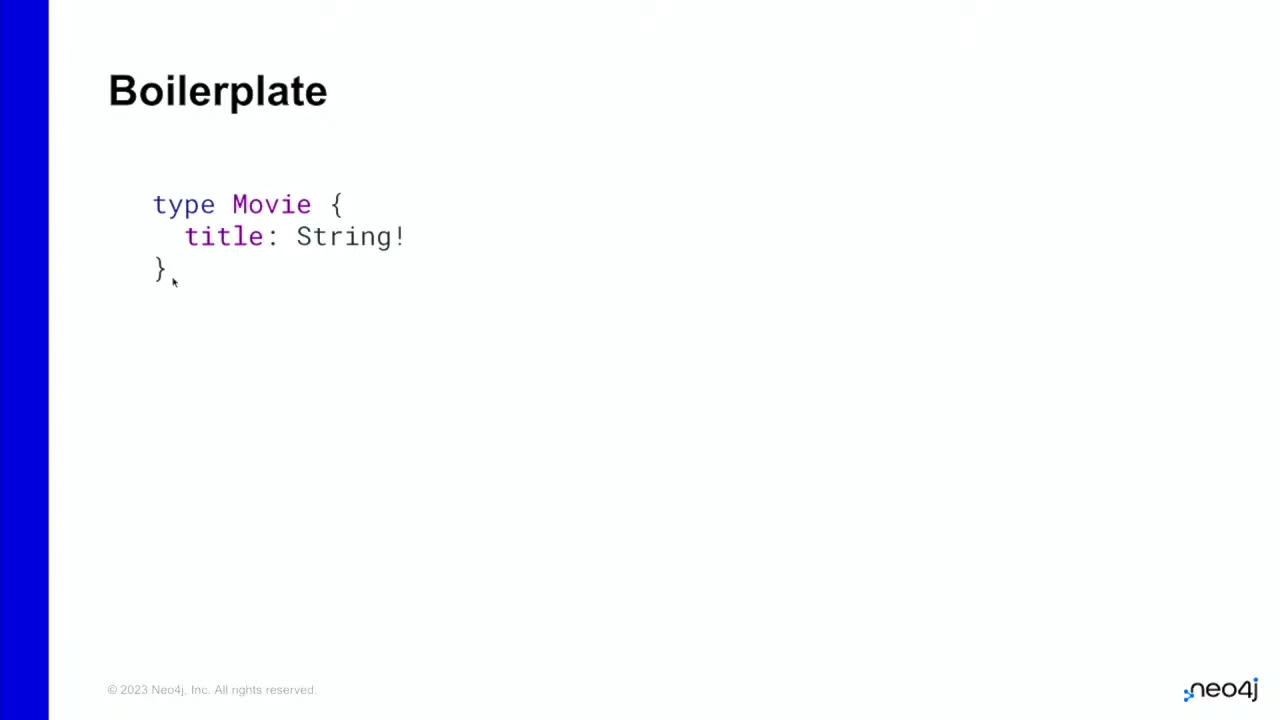 Boilerplate
type Movie {
  title: String!
}
© 2023 Neo4j, Inc. All rights reserved.
neo4j